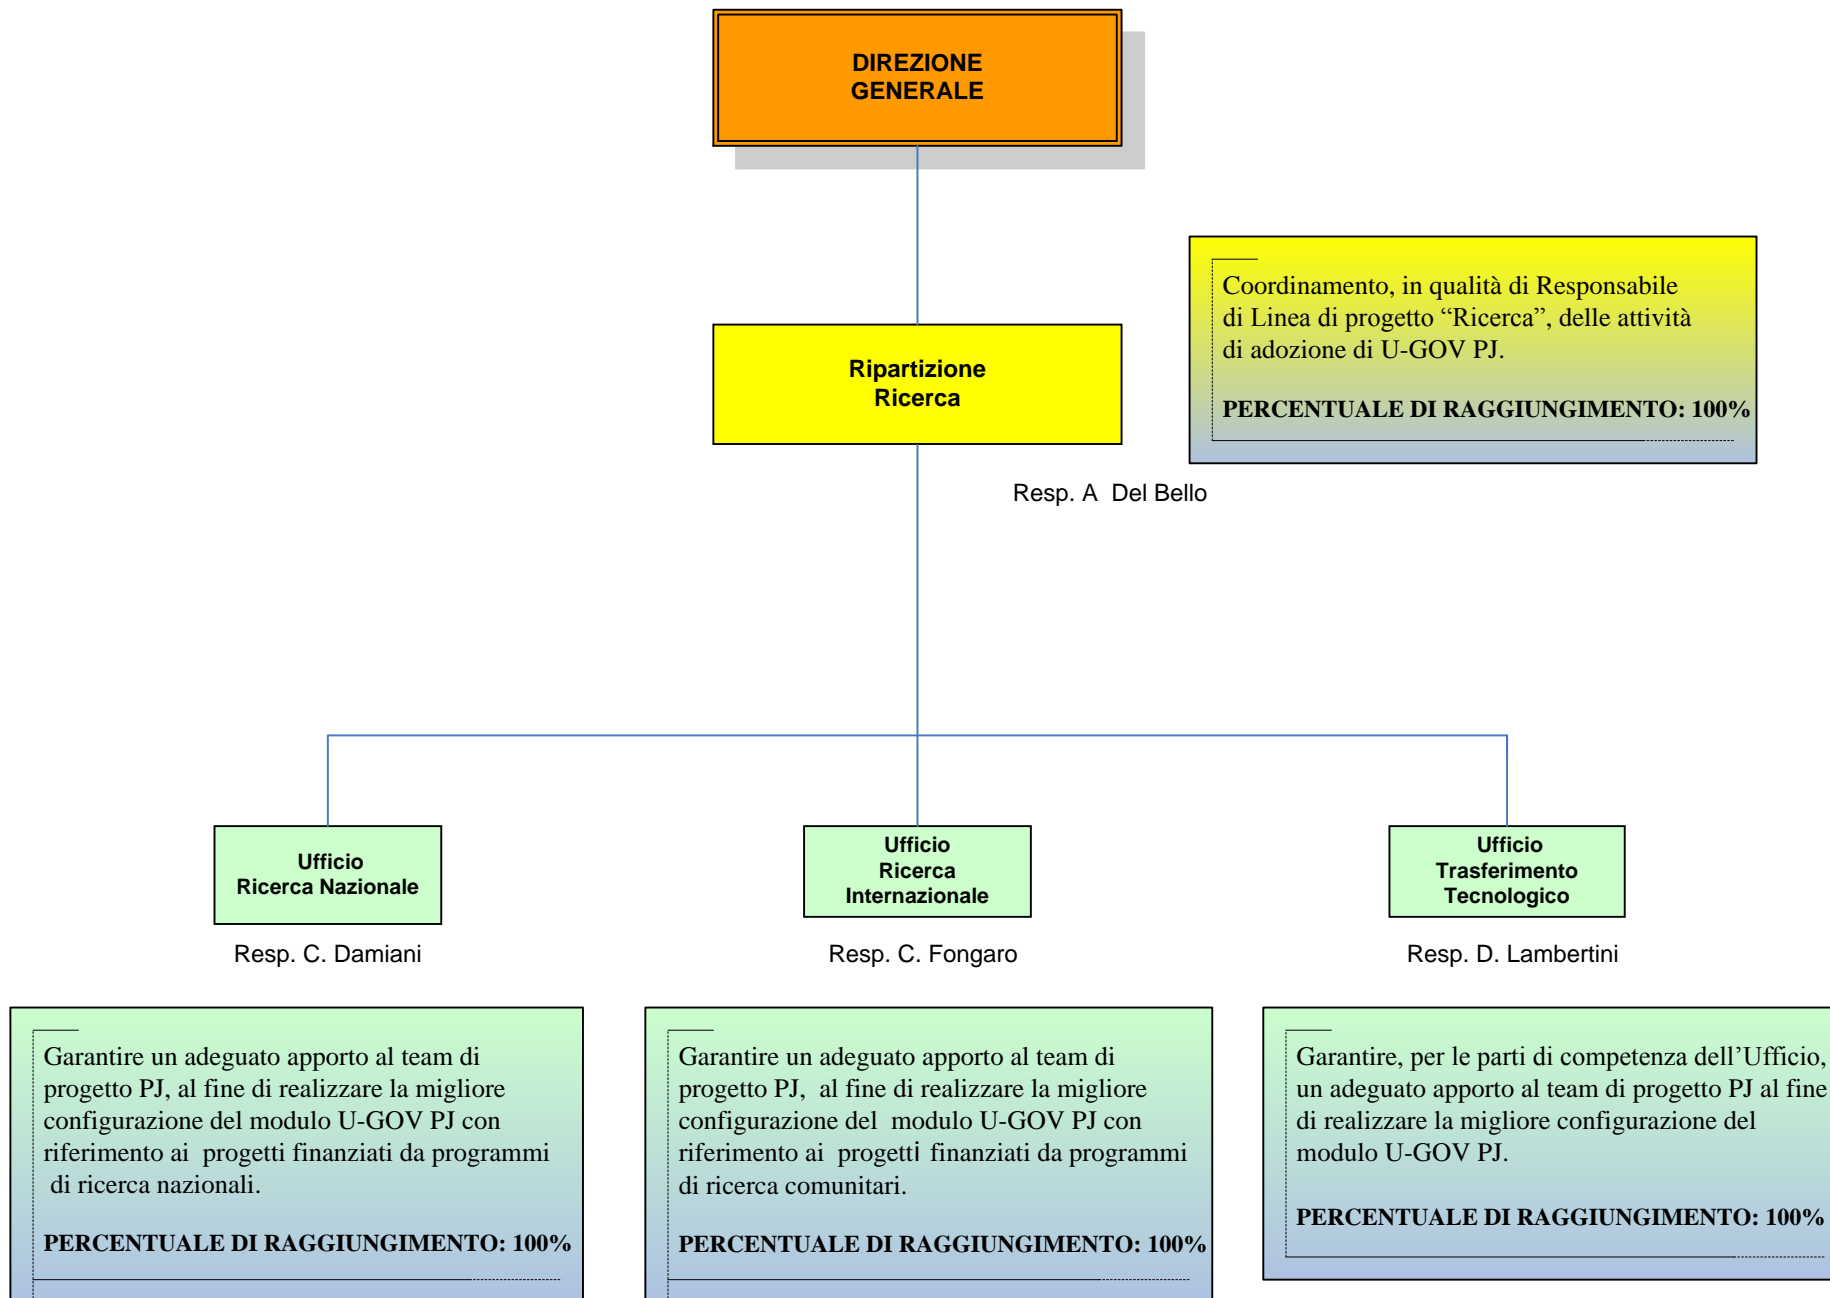 DIREZIONE
GENERALE
Coordinamento, in qualità di Responsabile
di Linea di progetto “Ricerca”, delle attività
di adozione di U-GOV PJ.
PERCENTUALE DI RAGGIUNGIMENTO: 100%
Ripartizione
Ricerca
Resp. A Del Bello
Ufficio
Ricerca Nazionale
Resp. C. Damiani
Ufficio
Ricerca
Internazionale
Resp. C. Fongaro
Ufficio
Trasferimento
Tecnologico
Resp. D. Lambertini
Garantire un adeguato apporto al team di
progetto PJ, al fine di realizzare la migliore
configurazione del modulo U-GOV PJ con
riferimento ai progetti finanziati da programmi
di ricerca nazionali.
PERCENTUALE DI RAGGIUNGIMENTO: 100%
Garantire un adeguato apporto al team di
progetto PJ, al fine di realizzare la migliore
configurazione del modulo U-GOV PJ con
riferimento ai progetti finanziati da programmi
di ricerca comunitari.
PERCENTUALE DI RAGGIUNGIMENTO: 100%
Garantire, per le parti di competenza dell’Ufficio,
un adeguato apporto al team di progetto PJ al fine
di realizzare la migliore configurazione del
modulo U-GOV PJ.
PERCENTUALE DI RAGGIUNGIMENTO: 100%